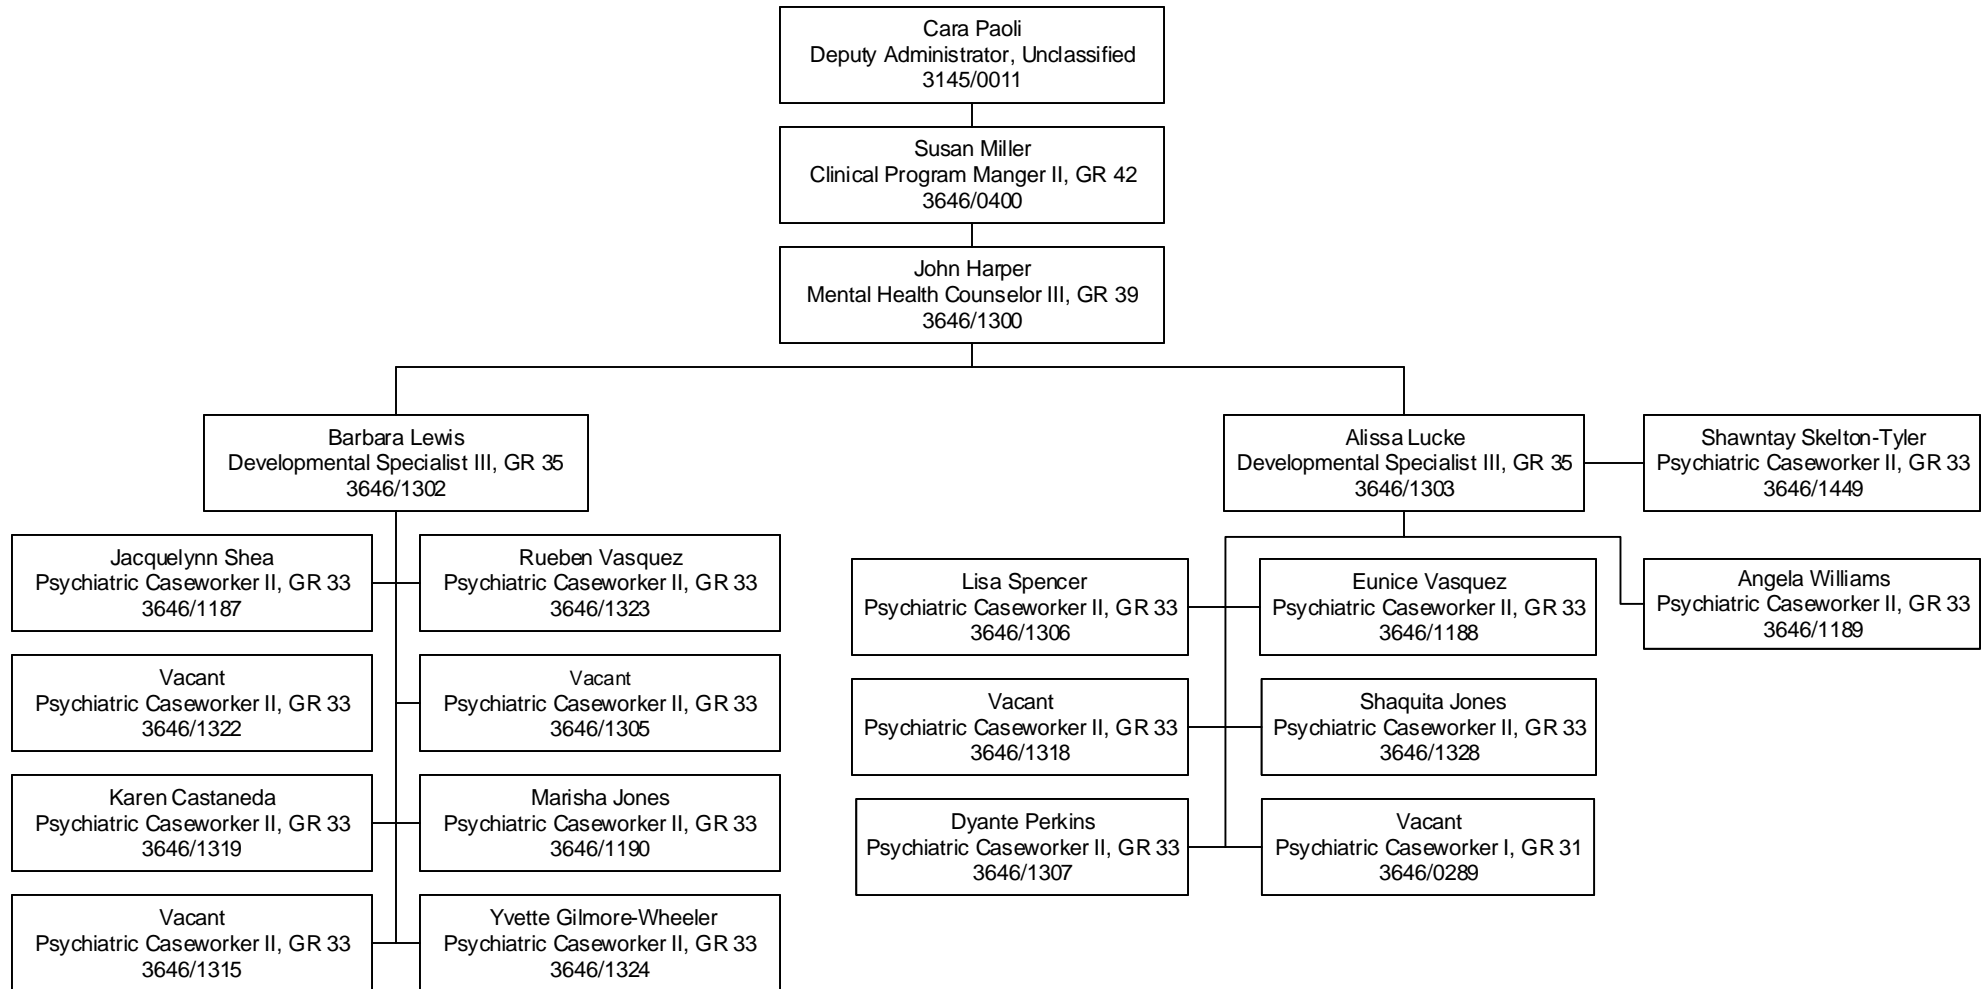 Cara Paoli
Deputy Administrator, Unclassified
3145/0011
Susan Miller
Clinical Program Manger II, GR 42
3646/0400
John Harper
Mental Health Counselor III, GR 39
3646/1300
Barbara Lewis
Developmental Specialist III, GR 35
3646/1302
Alissa Lucke
Developmental Specialist III, GR 35
3646/1303
Shawntay Skelton-Tyler
Psychiatric Caseworker II, GR 33
3646/1449
Jacquelynn Shea
Psychiatric Caseworker II, GR 33
3646/1187
Rueben Vasquez
Psychiatric Caseworker II, GR 33
3646/1323
Vacant
Psychiatric Caseworker II, GR 33
3646/1322
Vacant
Psychiatric Caseworker II, GR 33
3646/1305
Karen Castaneda
Psychiatric Caseworker II, GR 33
3646/1319
Marisha Jones
Psychiatric Caseworker II, GR 33
3646/1190
Vacant
Psychiatric Caseworker II, GR 33
3646/1315
Yvette Gilmore-Wheeler
Psychiatric Caseworker II, GR 33
3646/1324
Lisa Spencer
Psychiatric Caseworker II, GR 33
3646/1306
Eunice Vasquez
Psychiatric Caseworker II, GR 33
3646/1188
Angela Williams
Psychiatric Caseworker II, GR 33
3646/1189
Vacant
Psychiatric Caseworker II, GR 33
3646/1318
Shaquita Jones
Psychiatric Caseworker II, GR 33
3646/1328
Dyante Perkins
Psychiatric Caseworker II, GR 33
3646/1307
Vacant
Psychiatric Caseworker I, GR 31
3646/0289